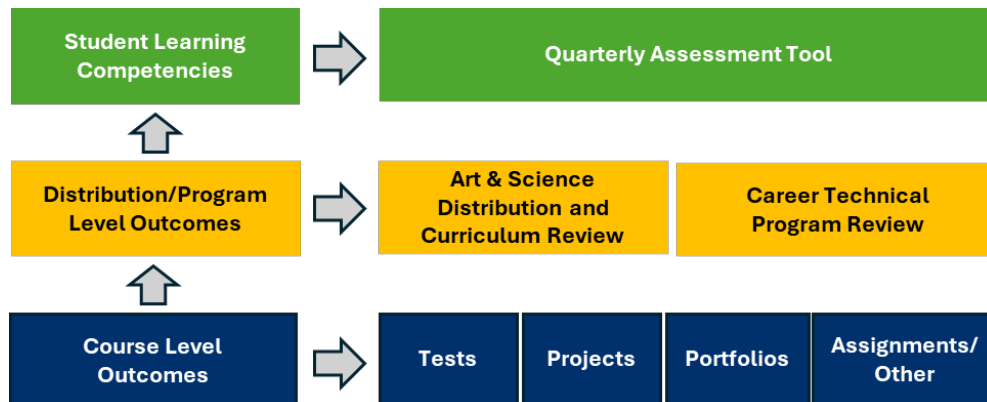 Student Learning
Competencies
Quarterly Assessment Tool
Distribution/Program
Level Outcomes
Art & Science
Distribution and
Curriculum Review
Career Technical
Program Review
Course Level
Outcomes
Tests
Projects
Portfolios
Assignments/
Other